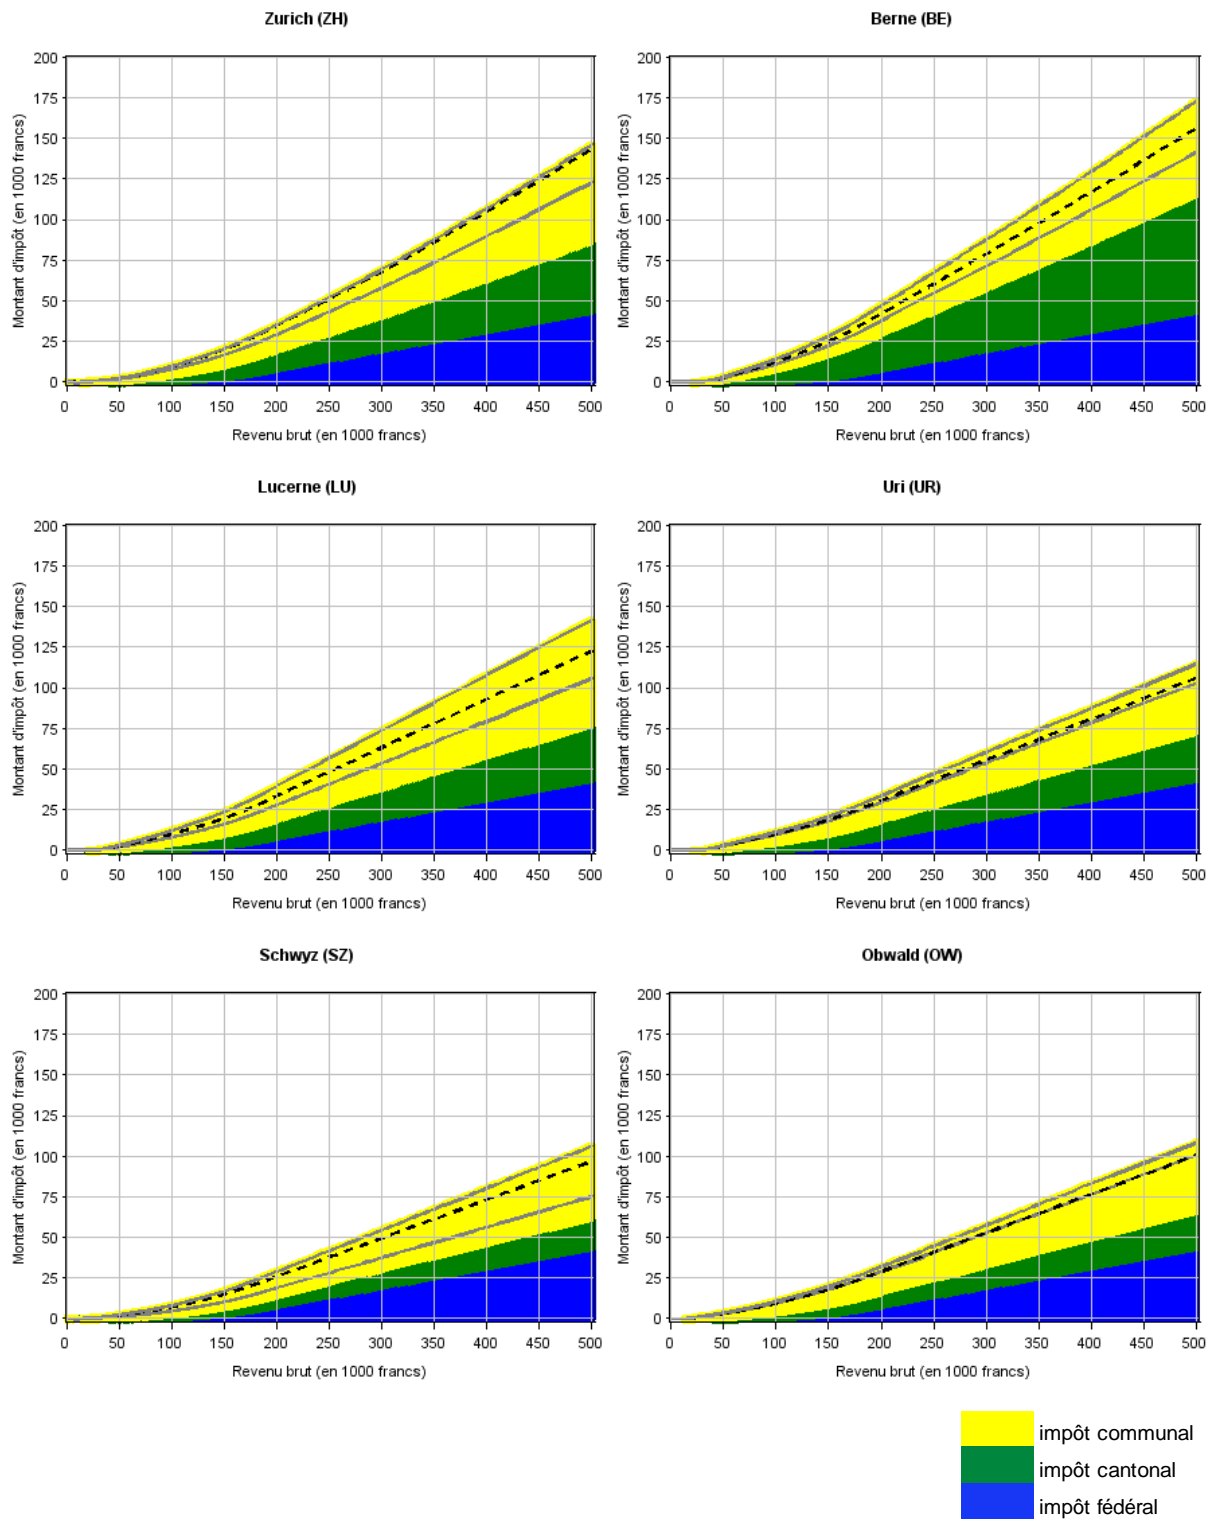 Zurich (ZH)
200
175
150
125
100
75
50
25
0
Montant d'impôt (en 1000 francs)
0 50 100 150 200 250 300 350 400 450 500
Revenu brut (en 1000 francs)
Berne (BE)
200
175
150
125
100
75
50
25
0
Montant d'impôt (en 1000 francs)
0 50 100 150 200 250 300 350 400 450 500
Revenu brut (en 1000 francs)
Lucerne (LU)
200
175
150
125
100
75
50
25
0
Montant d'impôt (en 1000 francs)
0 50 100 150 200 250 300 350 400 450 500
Revenu brut (en 1000 francs)
Uri (UR)
200
175
150
125
100
75
50
25
0
Montant d'impôt (en 1000 francs)
0 50 100 150 200 250 300 350 400 450 500
Revenu brut (en 1000 francs)
Schwyz (SZ)
200
175
150
125
100
75
50
25
0
Montant d'impôt (en 1000 francs)
0 50 100 150 200 250 300 350 400 450 500
Revenu brut (en 1000 francs)
Obwald (OW)
200
175
150
125
100
75
50
25
0
Montant d'impôt (en 1000 francs)
0 50 100 150 200 250 300 350 400 450 500
Revenu brut (en 1000 francs)
impôt communal
impôt cantonal
impôt fédéral